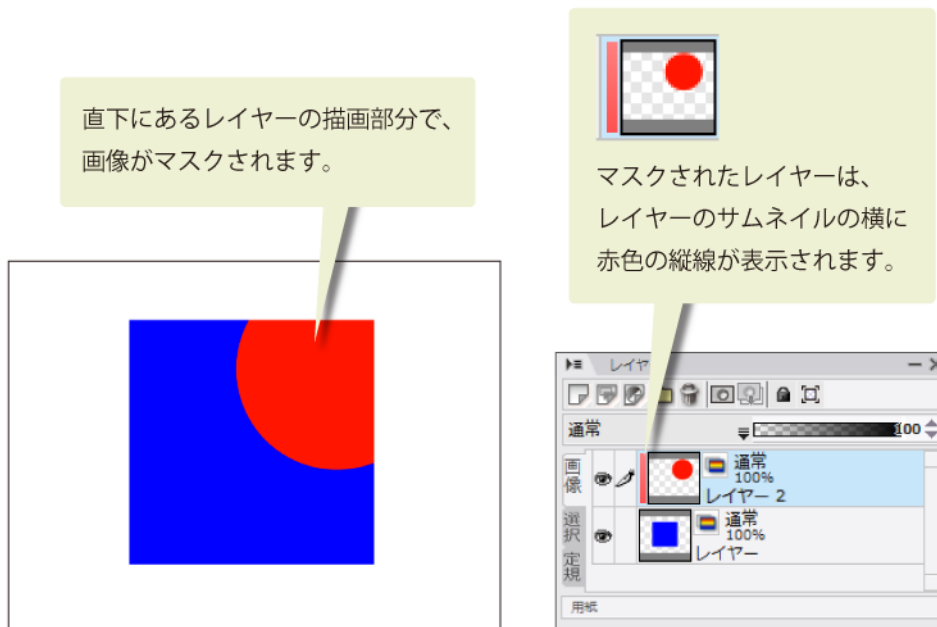 直下にあるレイヤーの描画部分で、
画像がマスクされます。
マスクされたレイヤーは、
レイヤーのサムネイルの横に
赤色の縦線が表示されます。
レイヤ
通常
100
画像
選択
定規
通常
100%
レイヤー 2
通常
100%
レイヤー
用紙